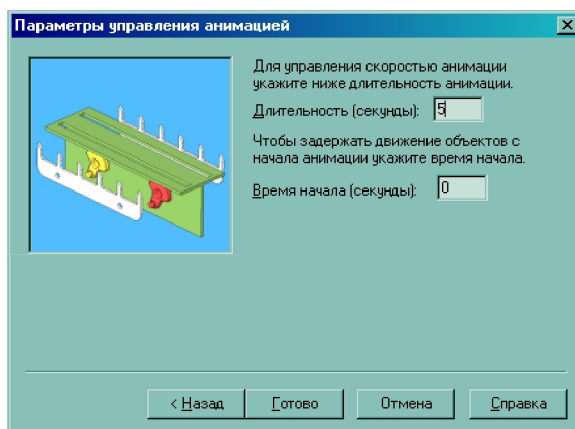 Параметры управления анимацией
Для управления скоростью анимации
укажите ниже длительность анимации.
Длительность (секунды): 5
Чтобы задержать движение объектов с
начала анимации укажите время начала.
Время начала (секунды): 0
< Назад Готово Отмена Справка